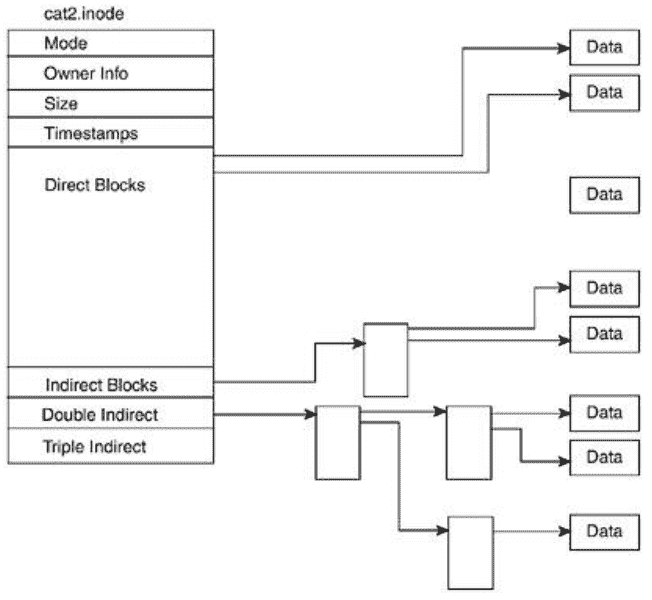 cat2.inode
Mode
Owner Info
Size
Timestamps
Direct Blocks
Indirect Blocks
Double Indirect
Triple Indirect
Data
Data
Data
Data
Data
Data
Data
Data